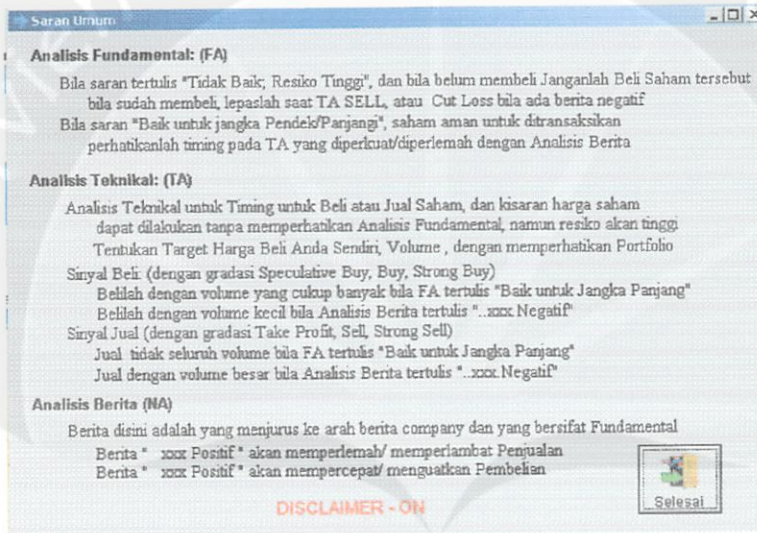 Saran Umum
Analisis Fundamental: (FA)
Bila saran tertulis "Tidak Baik; Resiko Tinggi", dan bila belum membeli Janganlah Beli Saham tersebut
bila sudah membeli, lepaslah saat TA SELL, atau Cut Loss bila ada berita negatif
Bila saran "Baik untuk jangka Pendek/Panjangi", saham aman untuk ditransaksikan
perhatikanlah timing pada TA yang diperkuat/diperlemah dengan Analisis Berita
Analisis Teknikal: (TA)
Analisis Teknikal untuk Timing untuk Beli atau Jual Saham, dan kisaran harga saham
dapat dilakukan tanpa memperhatikan Analisis Fundamental, namun resiko akan tinggi
Tentukan Target Harga Beli Anda Sendiri, Volume , dengan memperhatikan Portfolio
Sinyal Beli: (dengan gradasi Speculative Buy, Buy, Strong Buy)
Belilah dengan volume yang cukup banyak bila FA tertulis "Baik untuk Jangka Panjang"
Belilah dengan volume kecil bila Analisis Berita tertulis "..xxx Negatif"
Sinyal Jual (dengan gradasi Take Profit, Sell, Strong Sell)
Jual tidak seluruh volume bila FA tertulis "Baik untuk Jangka Panjang"
Jual dengan volume besar bila Analisis Berita tertulis "..xxx Negatif"
Analisis Berita (NA)
Berita disini adalah yang menjurus ke arah berita company dan yang bersifat Fundamental
Berita " xxx Positif " akan memperlemah/ memperlambat Penjualan
Berita " xxx Positif " akan mempercepat/ menguatkan Pembelian
Selesai
DISCLAIMER - ON